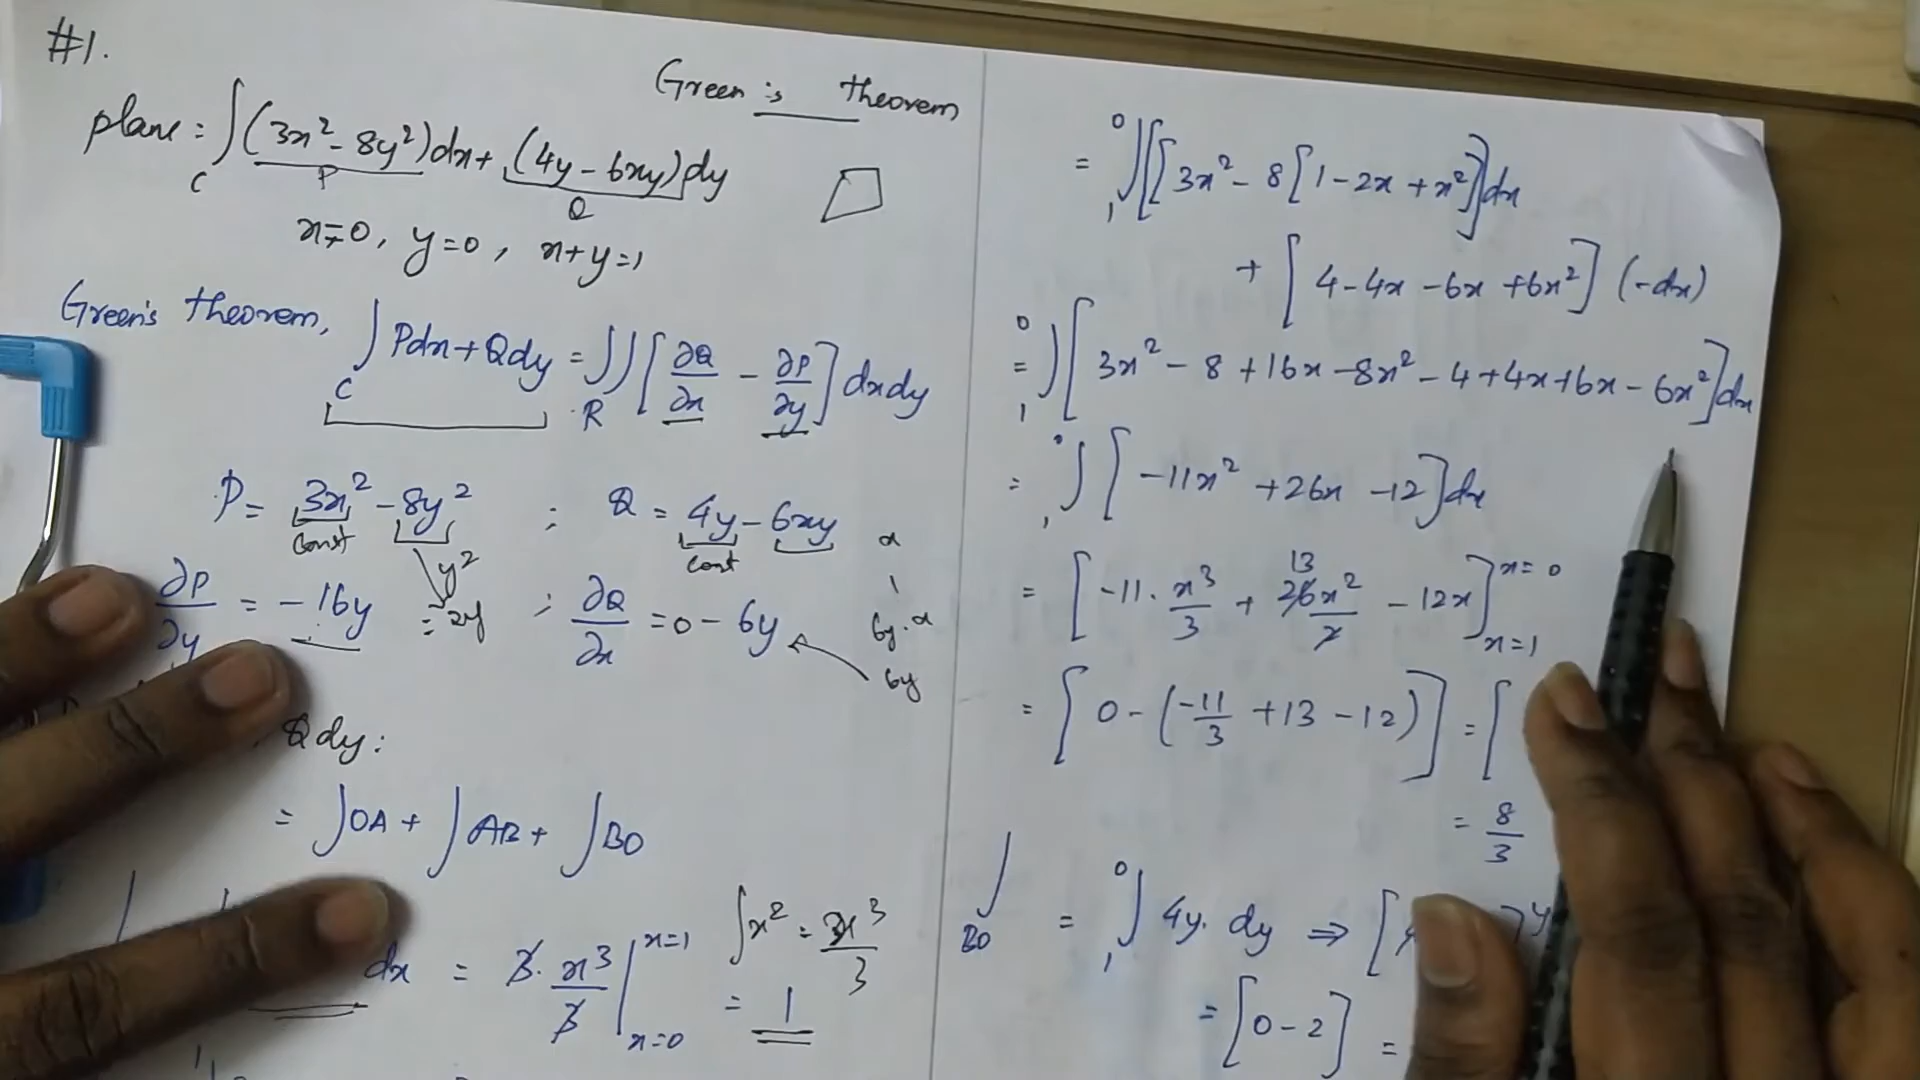 #1.
Green's theorem
plane: ∫ (3x² - 8y²)dx + (4y - 6xy)dy
C P Q
x=0, y=0, x+y=1
Green's theorem,
∫ Pdx + Qdy = ∫∫ [∂Q/∂x - ∂P/∂y] dxdy
C R
P = 3x² - 8y² ; Q = 4y - 6xy
const y² const
∂P/∂y = -16y = 2y ; ∂Q/∂x = 0 - 6y
x
6y.x
6y
Qdy:
= ∫OA + ∫AB + ∫BO
dx = 3. x³/3 |x=1 x=0 = 1
∫x² = x³/3
= ∫₁⁰ [[3x² - 8[1 - 2x + x²]]dx
+ [4 - 4x - 6x + 6x²] (-dx)
= ∫₁⁰ [3x² - 8 + 16x - 8x² - 4 + 4x + 6x - 6x²]dx
= ∫₁⁰ [-11x² + 26x - 12]dx
= [-11. x³/3 + 26x²/2 - 12x] x=0 x=1
13
= [0 - (-11/3 + 13 - 12)] = [
= 8/3
∫BO = ∫₁⁰ 4y. dy ⇒ [ ] y
= [0 - 2] =